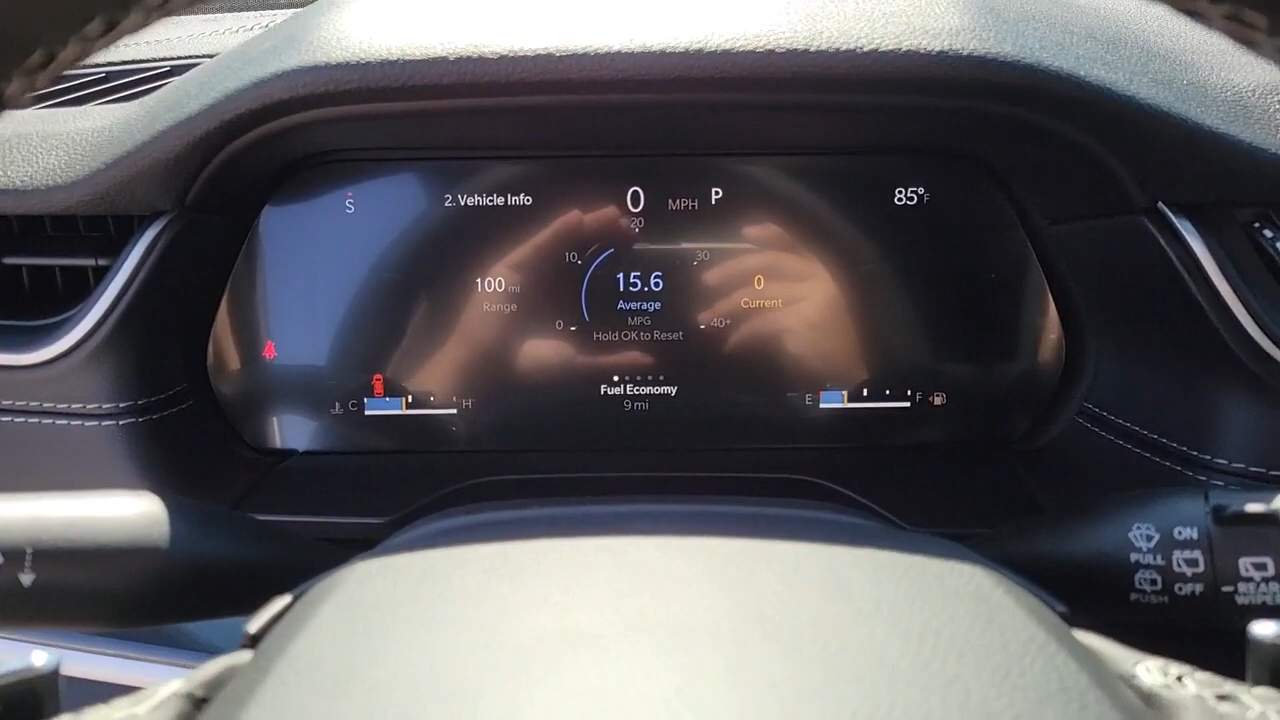 S
2. Vehicle Info
0 MPH P
85°F
20
10 30
100 mi
Range
15.6
Average
MPG
Hold OK to Reset
0
Current
0 40+
C H
Fuel Economy
9 mi
E F
PULL
PUSH
ON
OFF
REAR
WIPER